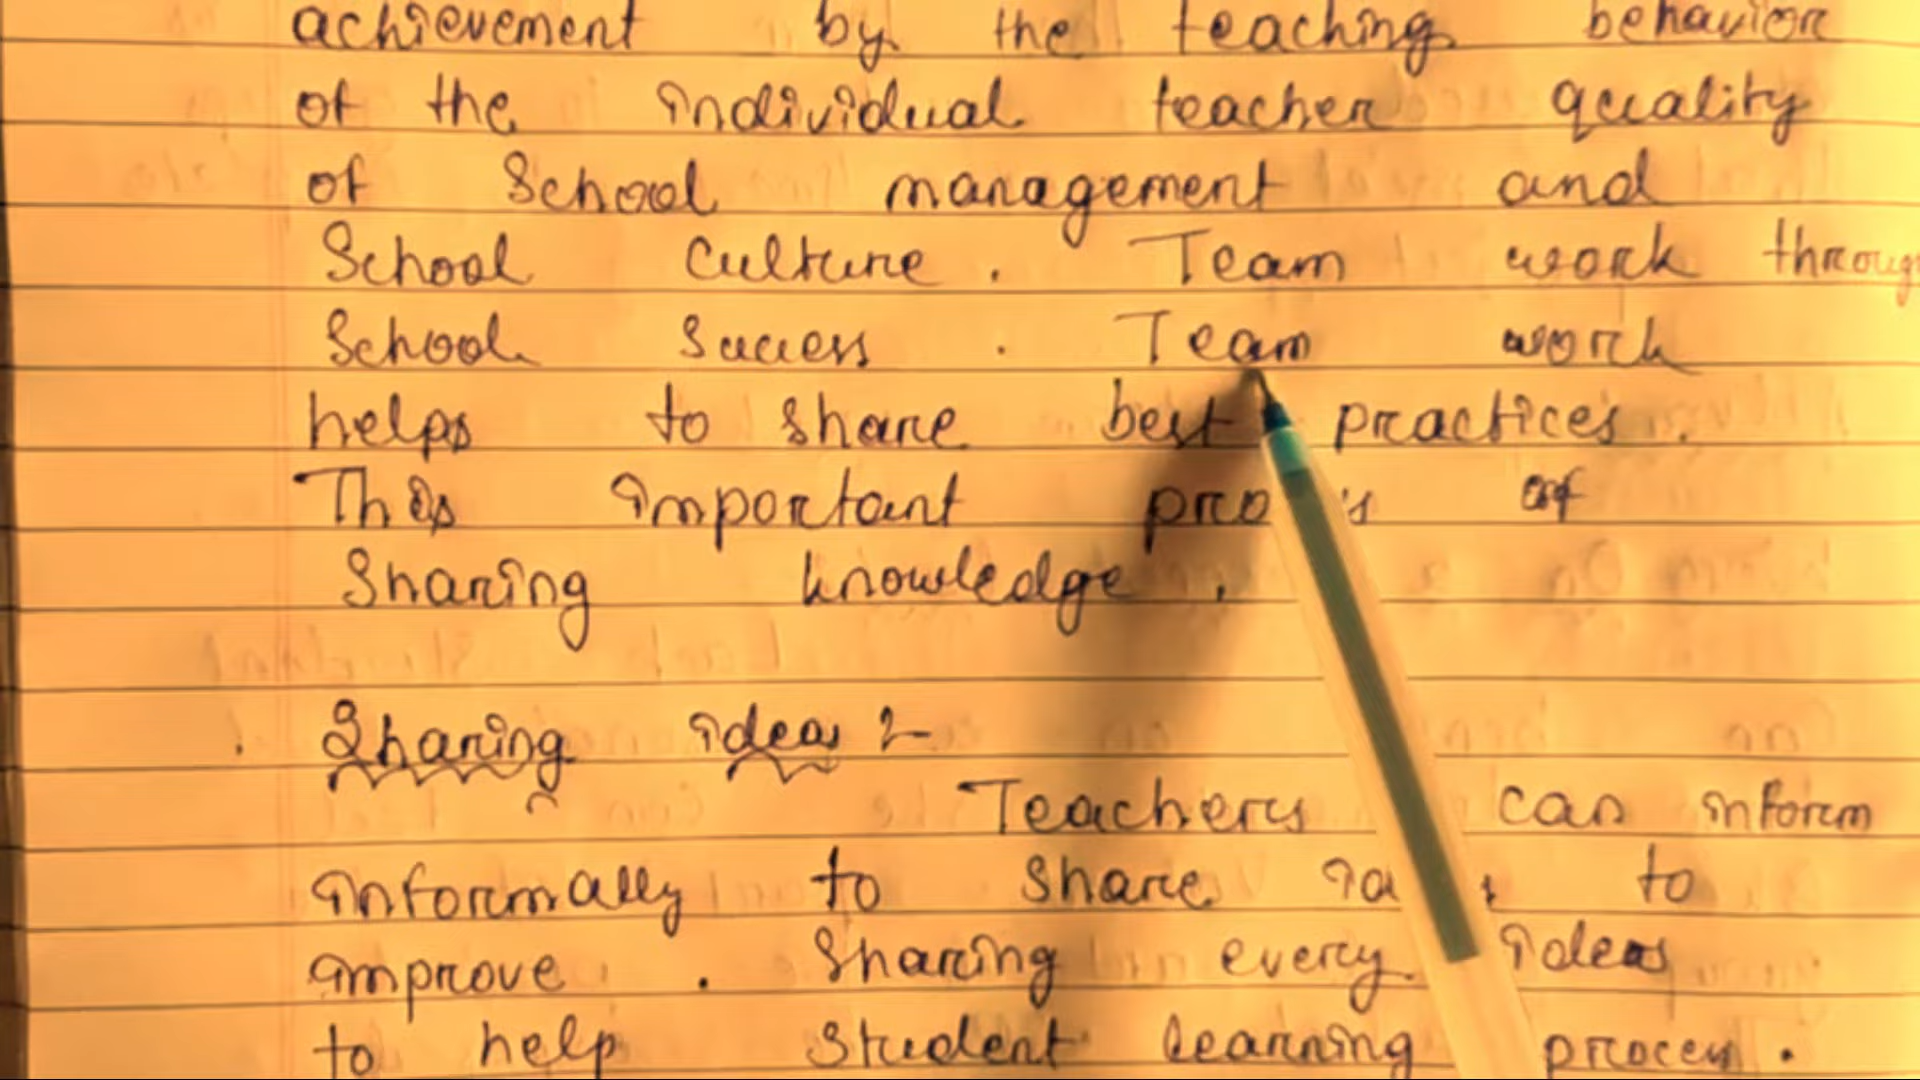 achievement by the teaching behavior
of the individual teacher quality
of School management and
School culture . Team work throug
School Success . Team work
helps to share best practices .
This important of
Sharing knowledge .
Sharing ideas :-
Teachers can inform
informally to share to
improve . Sharing every ideas
to help student learning process .